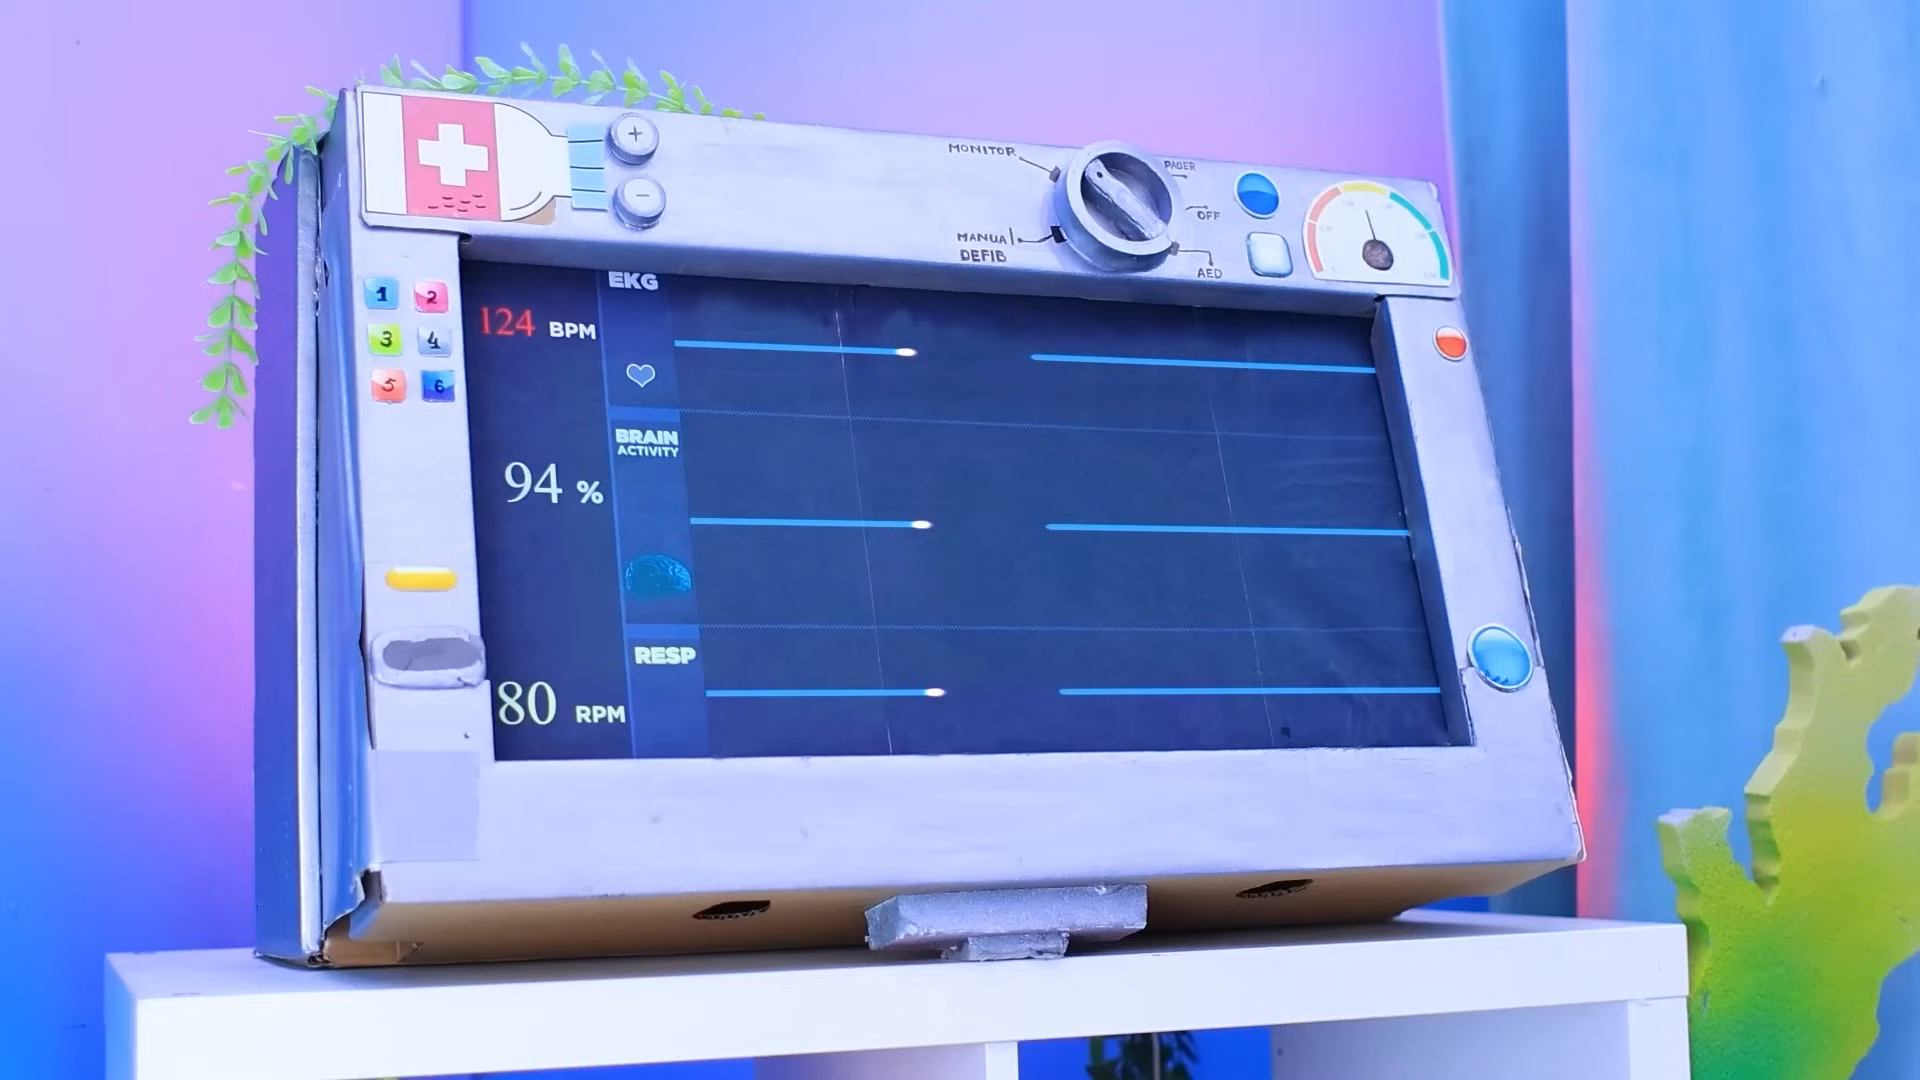 +
−
MONITOR
PACER
OFF
MANUAL
DEFIB
AED
1 2
3 4
5 6
EKG
124 BPM
BRAIN
ACTIVITY
94 %
RESP
80 RPM